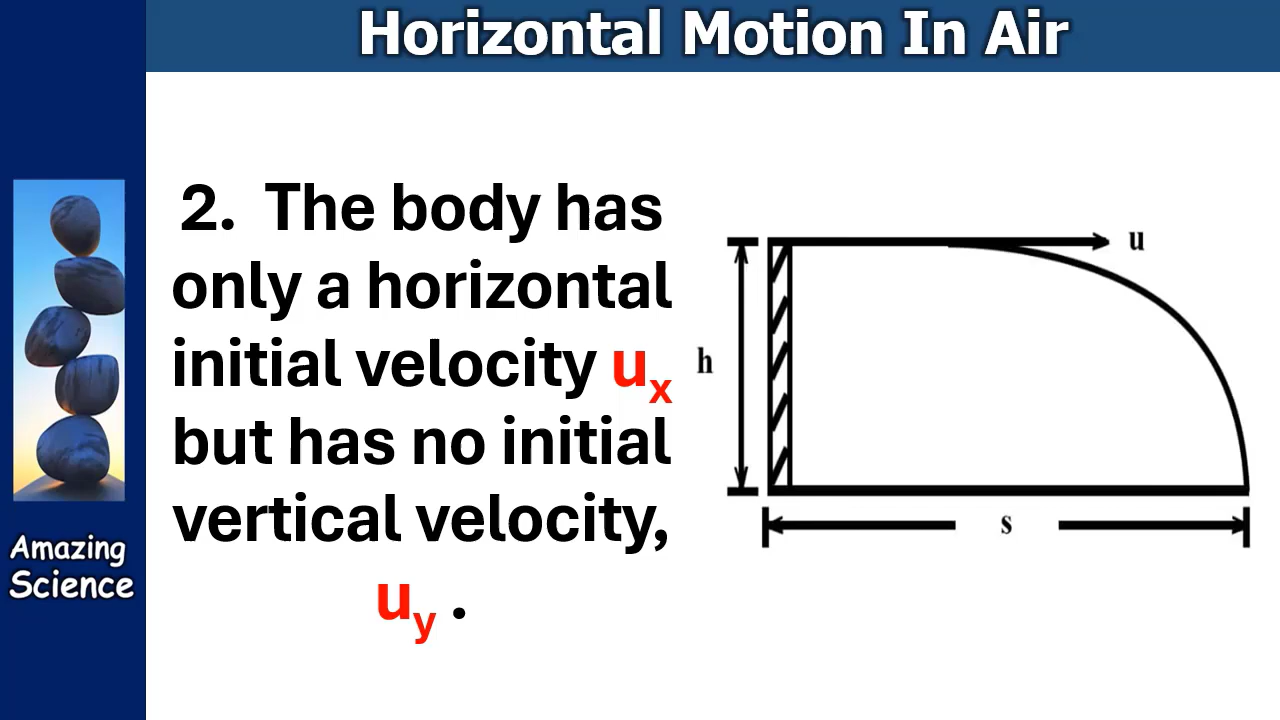 Horizontal Motion In Air
2. The body has
only a horizontal
initial velocity uₓ
but has no initial
vertical velocity,
u_y .
u
h
s
Amazing
Science